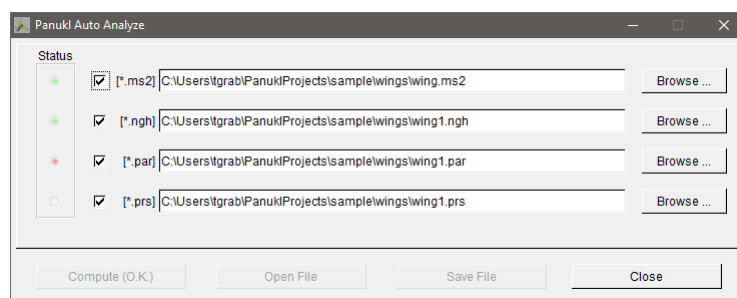 Panukl Auto Analyze
Status
[*.ms2] C:\Users\tgrab\PanuklProjects\sample\wings\wing.ms2 Browse ...
[*.ngh] C:\Users\tgrab\PanuklProjects\sample\wings\wing1.ngh Browse ...
[*.par] C:\Users\tgrab\PanuklProjects\sample\wings\wing1.par Browse ...
[*.prs] C:\Users\tgrab\PanuklProjects\sample\wings\wing1.prs Browse ...
Compute (O.K.) Open File Save File Close